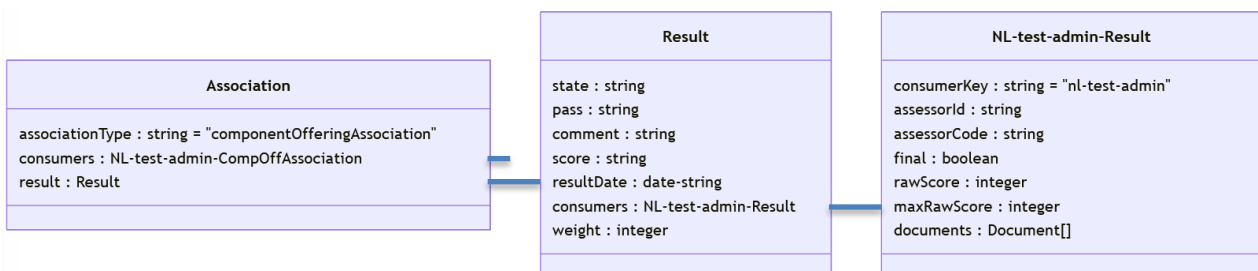 Association
associationType : string = "componentOfferingAssociation"
consumers : NL-test-admin-CompOffAssociation
result : Result
Result
state : string
pass : string
comment : string
score : string
resultDate : date-string
consumers : NL-test-admin-Result
weight : integer
NL-test-admin-Result
consumerKey : string = "nl-test-admin"
assessorId : string
assessorCode : string
final : boolean
rawScore : integer
maxRawScore : integer
documents : Document[]